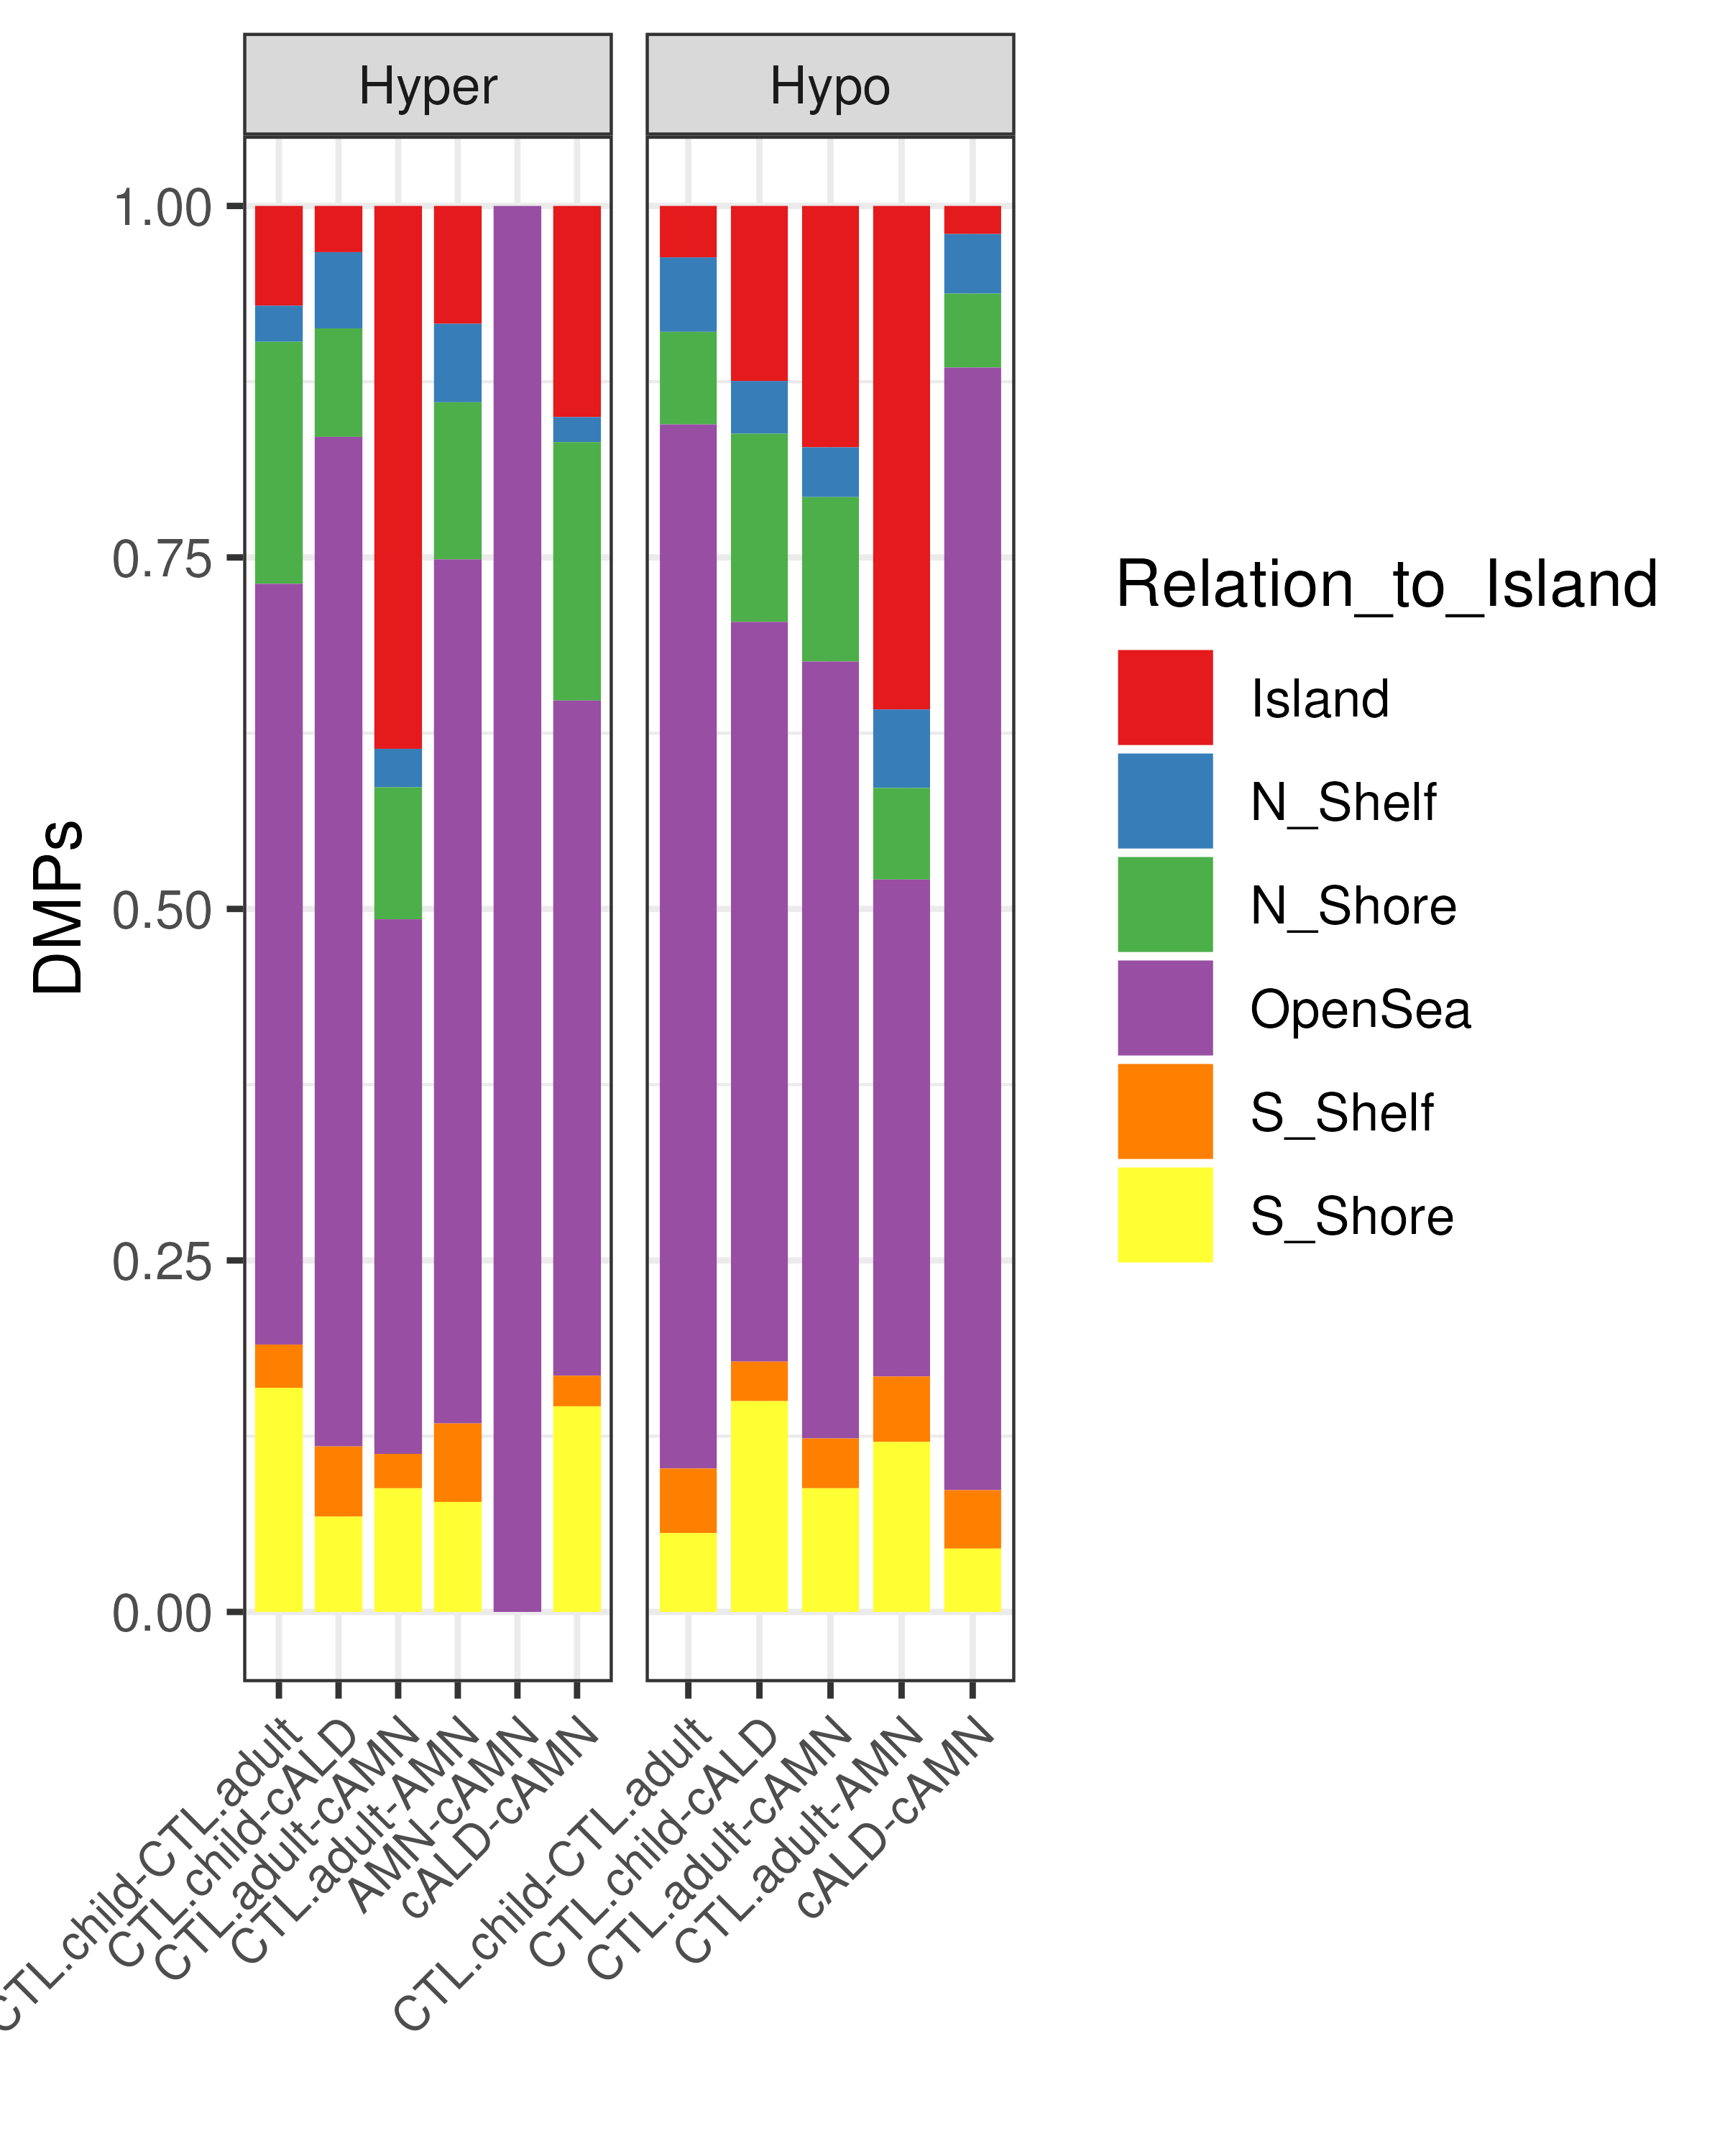 Hyper
Hypo
1.00
0.75
0.50
0.25
0.00
DMPs
CTL.child-CTL.adult
CTL.child-cALD
CTL.adult-cAMN
CTL.adult-AMN
AMN-cAMN
cALD-cAMN
CTL.child-CTL.adult
CTL.child-cALD
CTL.adult-cAMN
CTL.adult-AMN
cALD-cAMN
Relation_to_Island
Island
N_Shelf
N_Shore
OpenSea
S_Shelf
S_Shore